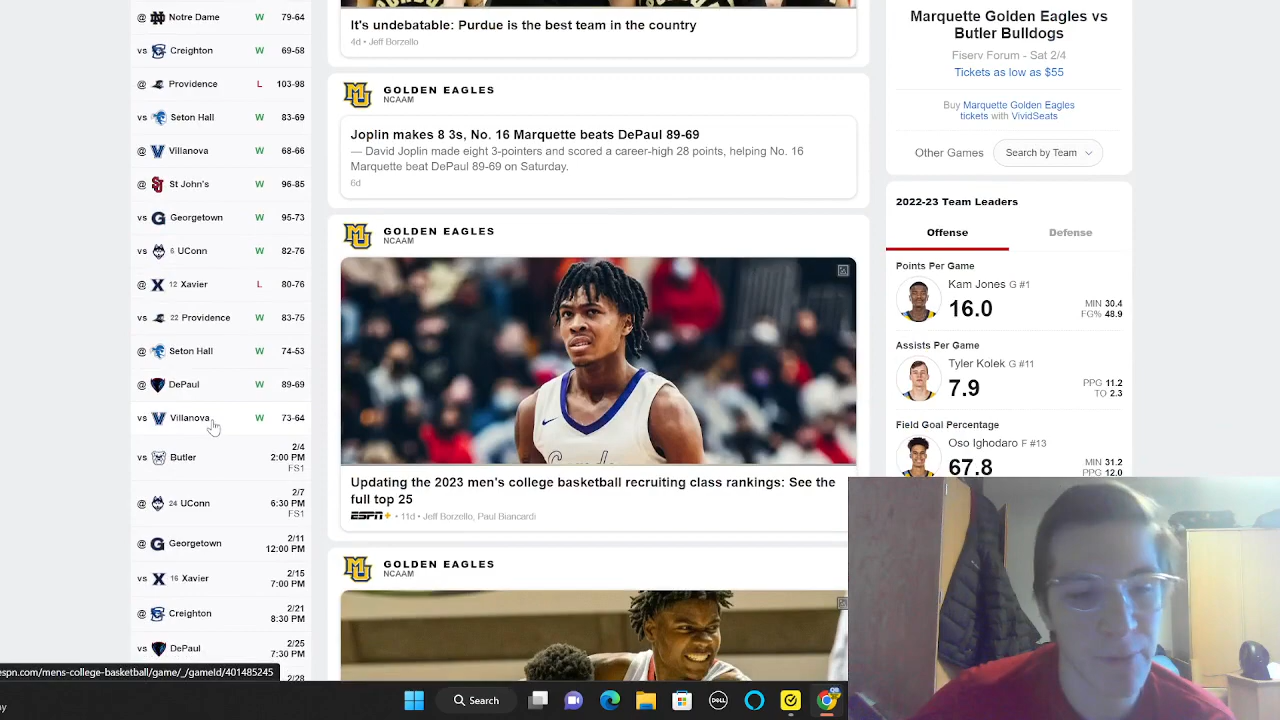 @ Notre Dame W 79-64
vs Creighton W 69-58
@ Providence L 103-98
vs Seton Hall W 83-69
@ Villanova W 68-66
@ St John's W 96-85
vs Georgetown W 95-73
vs 6 UConn W 82-76
@ 12 Xavier L 80-76
vs 22 Providence W 83-75
@ Seton Hall W 74-53
@ DePaul W 89-69
vs Villanova W 73-64
vs Butler 2/4
2:00 PM
FS1
@ 24 UConn 2/7
6:30 PM
FS1
@ Georgetown 2/11
12:00 PM
vs 16 Xavier 2/15
7:00 PM
@ Creighton 2/21
8:30 PM
vs DePaul 2/25
7:30 PM
2/28
It's undebatable: Purdue is the best team in the country
4d • Jeff Borzello
GOLDEN EAGLES
NCAAM
Joplin makes 8 3s, No. 16 Marquette beats DePaul 89-69
— David Joplin made eight 3-pointers and scored a career-high 28 points, helping No. 16
Marquette beat DePaul 89-69 on Saturday.
6d
GOLDEN EAGLES
NCAAM
Updating the 2023 men's college basketball recruiting class rankings: See the
full top 25
ESPN+ • 11d • Jeff Borzello, Paul Biancardi
GOLDEN EAGLES
NCAAM
Marquette Golden Eagles vs
Butler Bulldogs
Fiserv Forum - Sat 2/4
Tickets as low as $55
Buy Marquette Golden Eagles
tickets with VividSeats
Other Games Search by Team
2022-23 Team Leaders
Offense Defense
Points Per Game
Kam Jones G #1
16.0
MIN 30.4
FG% 48.9
Assists Per Game
Tyler Kolek G #11
7.9
PPG 11.2
TO 2.3
Field Goal Percentage
Oso Ighodaro F #13
67.8
MIN 31.2
PPG 12.0
espn.com/mens-college-basketball/game/_/gameId/401485245
Search
DELL